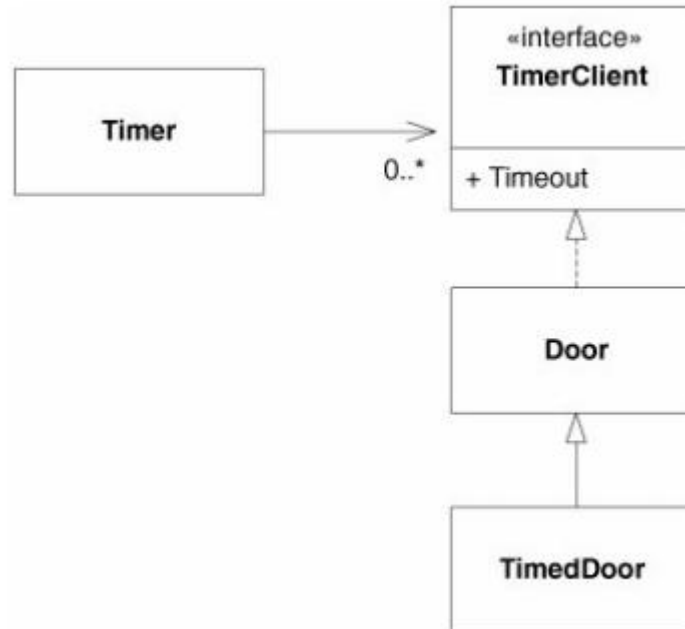 «interface»
TimerClient
Timer
0..*
+ Timeout
Door
TimedDoor